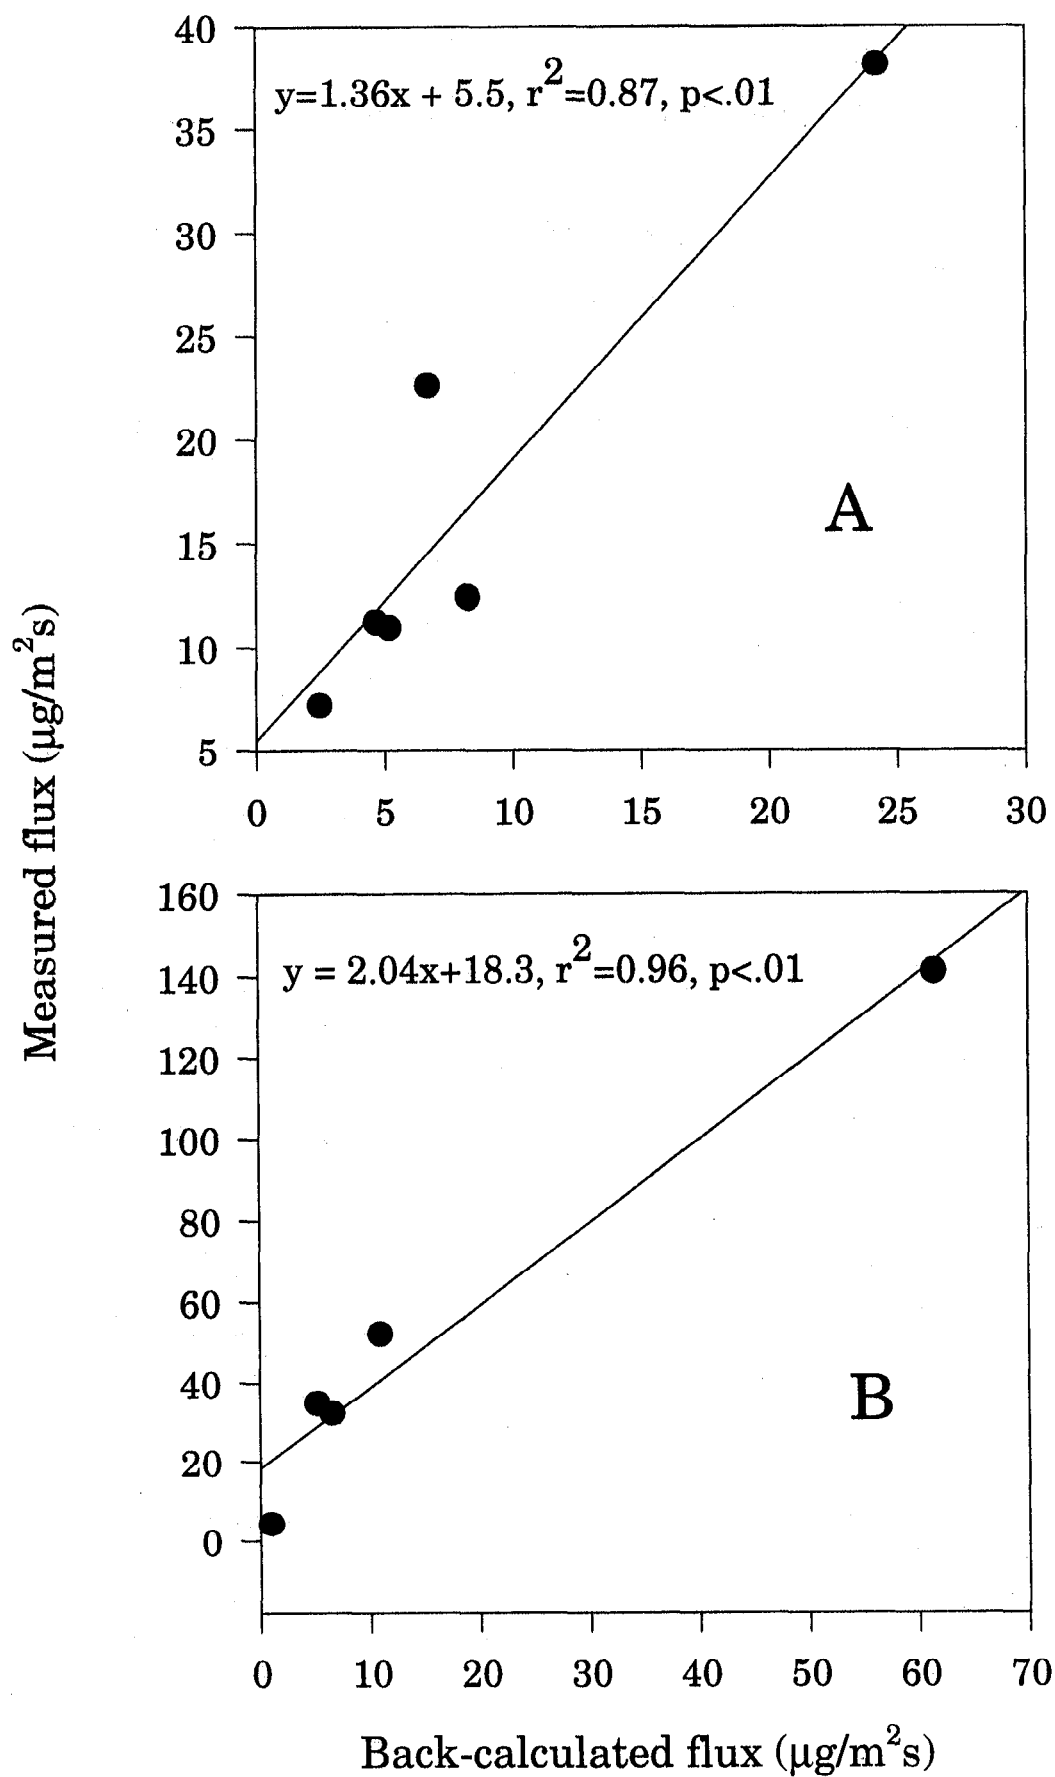 Measured flux (µg/m²s)
40
y=1.36x + 5.5, r²=0.87, p<.01
35
30
25
20
A
15
10
5
0 5 10 15 20 25 30
160
y = 2.04x+18.3, r²=0.96, p<.01
140
120
100
80
60
40
B
20
0
0 10 20 30 40 50 60 70
Back-calculated flux (µg/m²s)